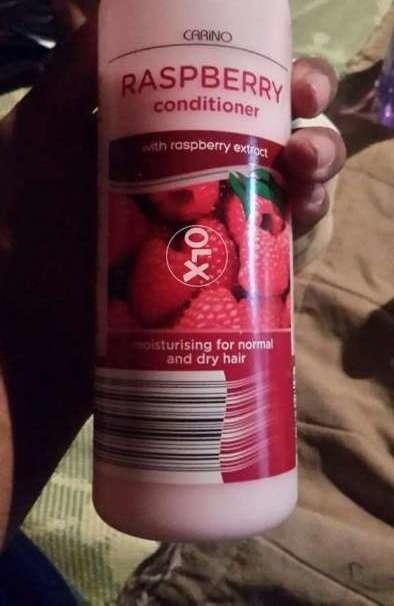 CARINO
RASPBERRY
conditioner
with raspberry extract
OLX
moisturising for normal
and dry hair